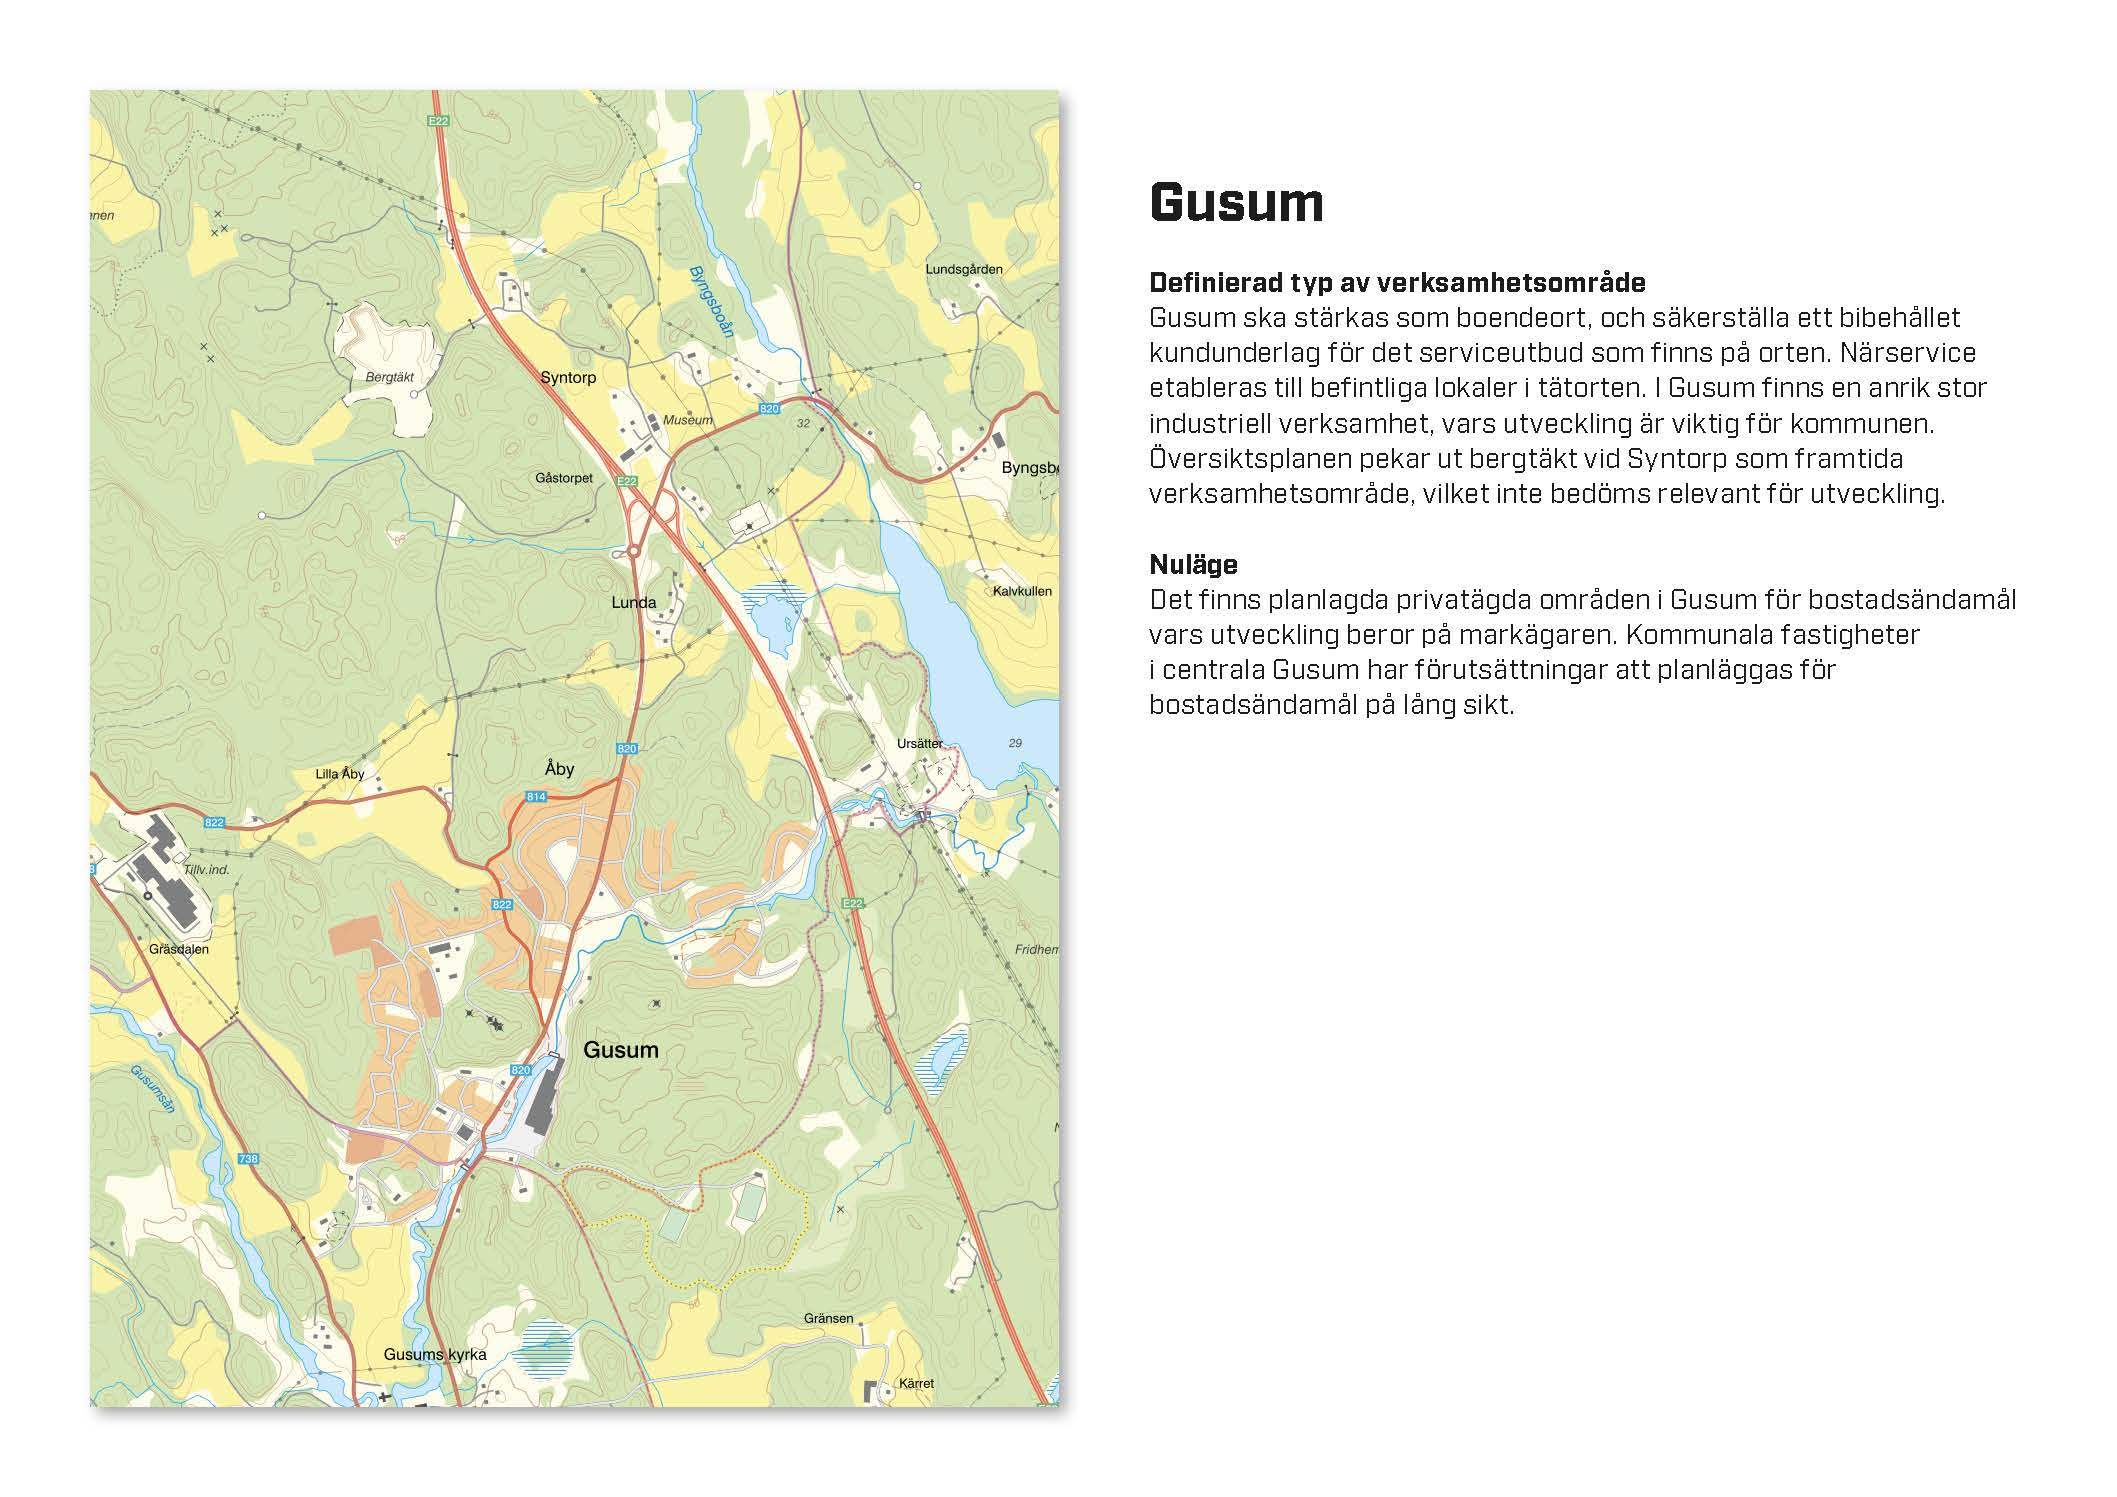 E22
enen
Lundsgården
Byngsboån
Bergtäkt
Syntorp
820
Museum
32
Gåstorpet
E22
Lunda
Kalvkullen
Ursätter
29
820
Åby
Lilla Åby
814
822
R
Tillv.ind.
822
E22
Gräsdalen
Gusum
820
Gusumsån
738
R
50
Gränsen
Gusums kyrka
Kärret
Gusum
Definierad typ av verksamhetsområde
Gusum ska stärkas som boendeort, och säkerställa ett bibehållet
kundunderlag för det serviceutbud som finns på orten. Närservice
etableras till befintliga lokaler i tätorten. I Gusum finns en anrik stor
industriell verksamhet, vars utveckling är viktig för kommunen.
Översiktsplanen pekar ut bergtäkt vid Syntorp som framtida
verksamhetsområde, vilket inte bedöms relevant för utveckling.
Nuläge
Det finns planlagda privatägda områden i Gusum för bostadsändamål
vars utveckling beror på markägaren. Kommunala fastigheter
i centrala Gusum har förutsättningar att planläggas för
bostadsändamål på lång sikt.